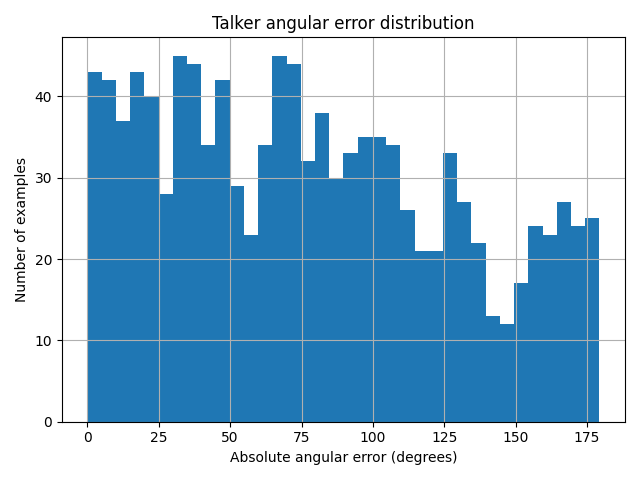 Talker angular error distribution
Number of examples
40
30
20
10
0
0 25 50 75 100 125 150 175
Absolute angular error (degrees)